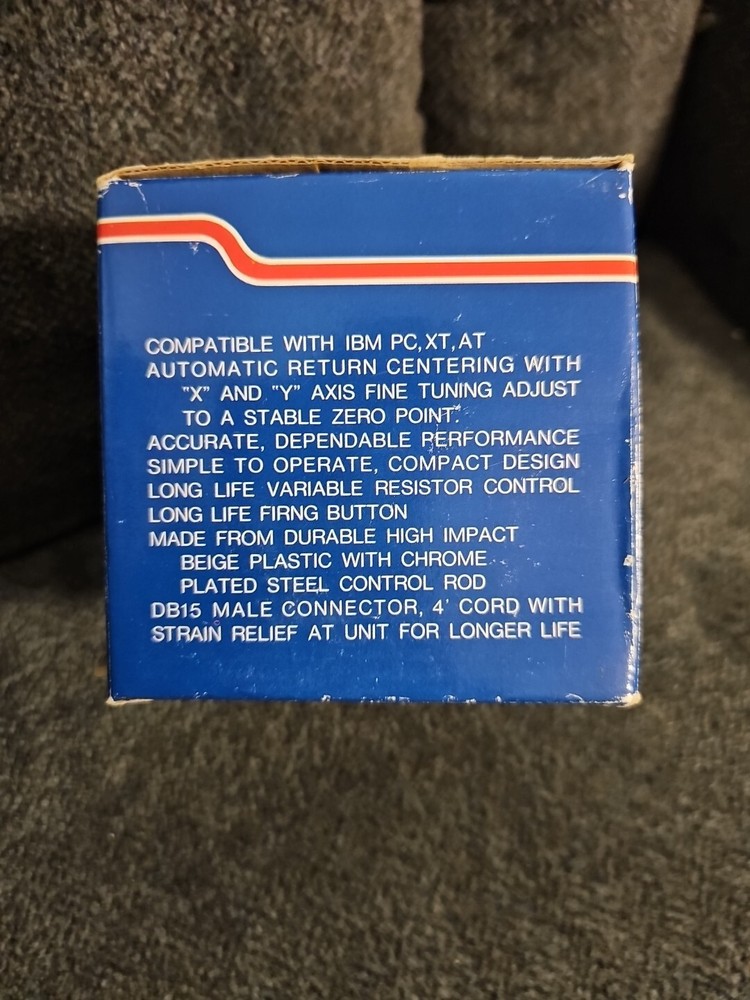 COMPATIBLE WITH IBM PC,XT,AT
AUTOMATIC RETURN CENTERING WITH
"X" AND "Y" AXIS FINE TUNING ADJUST
TO A STABLE ZERO POINT.
ACCURATE, DEPENDABLE PERFORMANCE
SIMPLE TO OPERATE, COMPACT DESIGN
LONG LIFE VARIABLE RESISTOR CONTROL
LONG LIFE FIRNG BUTTON
MADE FROM DURABLE HIGH IMPACT
BEIGE PLASTIC WITH CHROME
PLATED STEEL CONTROL ROD
DB15 MALE CONNECTOR, 4' CORD WITH
STRAIN RELIEF AT UNIT FOR LONGER LIFE